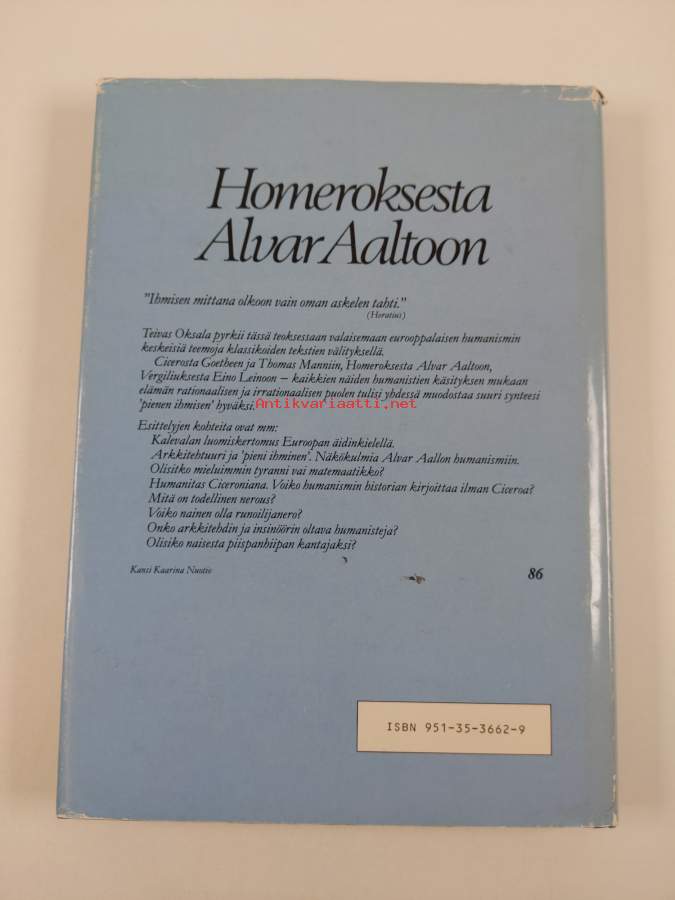 Homeroksesta
Alvar Aaltoon
"Ihmisen mittana olkoon vain oman askelen tahti."
(Horatius)
Teivas Oksala pyrkii tässä teoksessaan valaisemaan eurooppalaisen humanismin
keskeisiä teemoja klassikoiden tekstien välityksellä.
Cicerosta Goetheen ja Thomas Manniin, Homeroksesta Alvar Aaltoon,
Vergiliuksesta Eino Leinoon – kaikkien näiden humanistien käsityksen mukaan
elämän rationaalisen ja irrationaalisen puolen tulisi yhdessä muodostaa suuri synteesi
'pienen ihmisen' hyväksi.
Antikvariaatti.net
Esittelyjen kohteita ovat mm:
Kalevalan luomiskertomus Euroopan äidinkielellä.
Arkkitehtuuri ja 'pieni ihminen'. Näkökulmia Alvar Aallon humanismiin.
Olisitko mieluimmin tyranni vai matemaatikko?
Humanitas Ciceroniana. Voiko humanismin historian kirjoittaa ilman Ciceroa?
Mitä on todellinen nerous?
Voiko nainen olla runoilijanero?
Onko arkkitehdin ja insinöörin oltava humanisteja?
Olisiko naisesta piispanhiipan kantajaksi?
Kansi Kaarina Nuotio
86
ISBN 951-35-3662-9